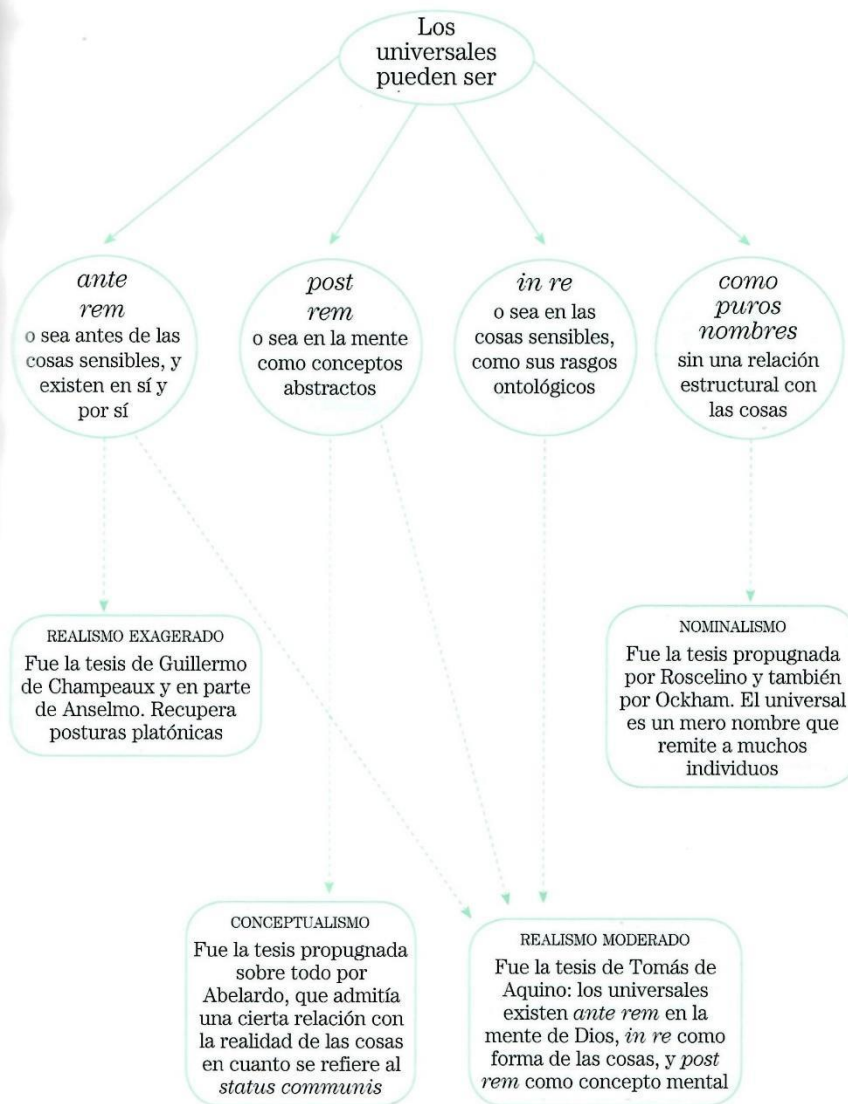 Los
universales
pueden ser
ante
rem
o sea antes de las
cosas sensibles, y
existen en sí y
por sí
post
rem
o sea en la mente
como conceptos
abstractos
in re
o sea en las
cosas sensibles,
como sus rasgos
ontológicos
como
puros
nombres
sin una relación
estructural con
las cosas
REALISMO EXAGERADO
Fue la tesis de Guillermo
de Champeaux y en parte
de Anselmo. Recupera
posturas platónicas
NOMINALISMO
Fue la tesis propugnada
por Roscelino y también
por Ockham. El universal
es un mero nombre que
remite a muchos
individuos
CONCEPTUALISMO
Fue la tesis propugnada
sobre todo por
Abelardo, que admitía
una cierta relación con
la realidad de las cosas
en cuanto se refiere al
status communis
REALISMO MODERADO
Fue la tesis de Tomás de
Aquino: los universales
existen ante rem en la
mente de Dios, in re como
forma de las cosas, y post
rem como concepto mental